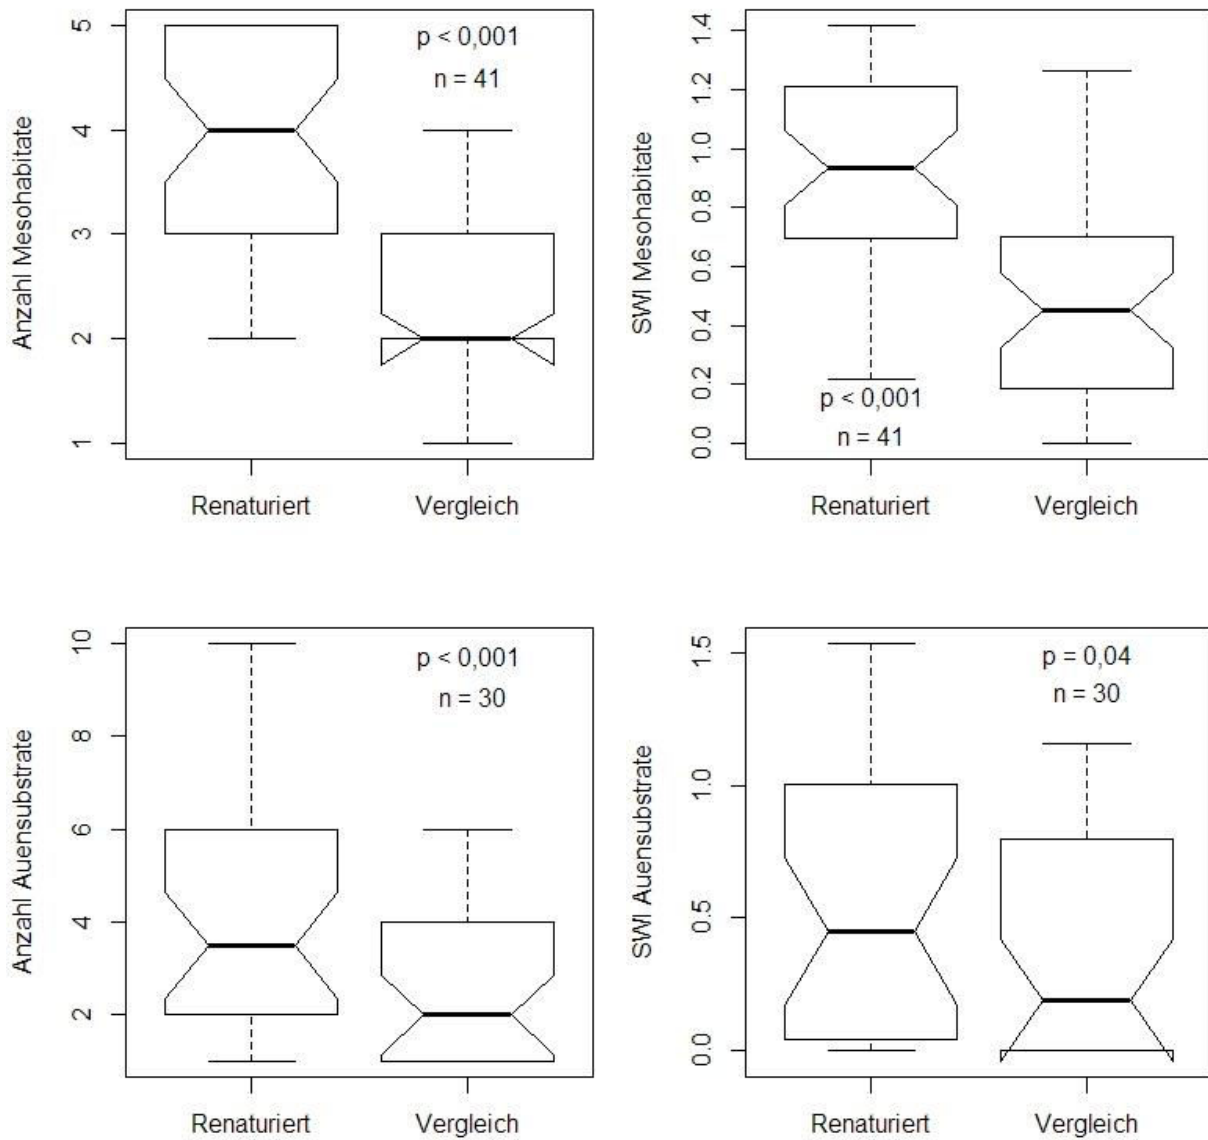 Anzahl Mesohabitate
5
4
3
2
1
p < 0,001
n = 41
Renaturiert
Vergleich
SWI Mesohabitate
1.4
1.2
1.0
0.8
0.6
0.4
0.2
0.0
p < 0,001
n = 41
Renaturiert
Vergleich
Anzahl Auensubstrate
10
8
6
4
2
p < 0,001
n = 30
Renaturiert
Vergleich
SWI Auensubstrate
1.5
1.0
0.5
0.0
p = 0,04
n = 30
Renaturiert
Vergleich